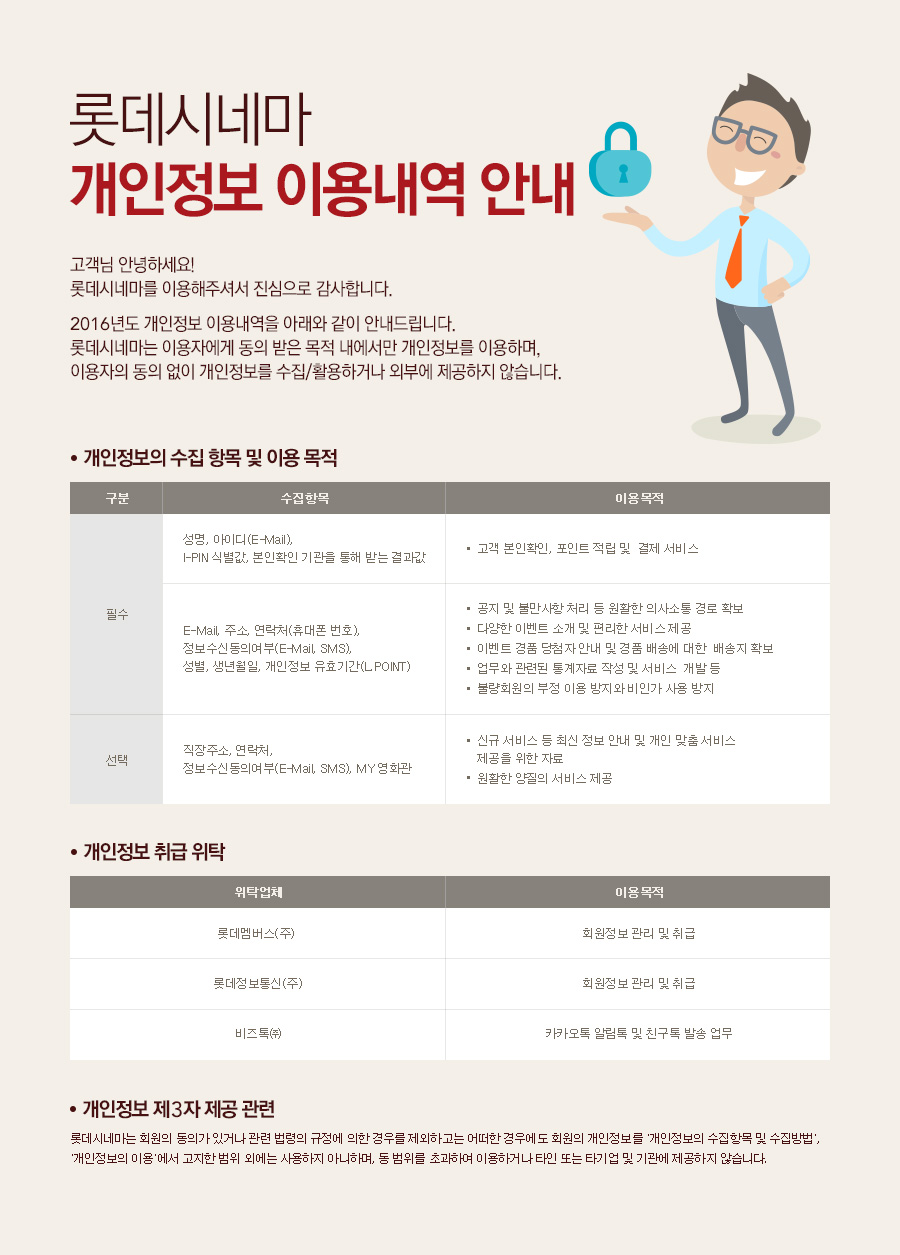 롯데시네마
개인정보 이용내역 안내
고객님 안녕하세요!
롯데시네마를 이용해주셔서 진심으로 감사합니다.
2016년도 개인정보 이용내역을 아래와 같이 안내드립니다.
롯데시네마는 이용자에게 동의 받은 목적 내에서만 개인정보를 이용하며,
이용자의 동의 없이 개인정보를 수집/활용하거나 외부에 제공하지 않습니다.
• 개인정보의 수집 항목 및 이용 목적
구분 수집항목 이용목적
필수
성명, 아이디(E-Mail),
I-PIN 식별값, 본인확인 기관을 통해 받는 결과값
• 고객 본인확인, 포인트 적립 및 결제 서비스
E-Mail, 주소, 연락처(휴대폰 번호),
정보수신동의여부(E-Mail, SMS),
성별, 생년월일, 개인정보 유효기간(L.POINT)
• 공지 및 불만사항 처리 등 원활한 의사소통 경로 확보
• 다양한 이벤트 소개 및 편리한 서비스제공
• 이벤트 경품 당첨자 안내 및 경품 배송에 대한 배송지 확보
• 업무와 관련된 통계자료 작성 및 서비스 개발 등
• 불량회원의 부정 이용 방지와 비인가 사용 방지
선택
직장주소, 연락처,
정보수신동의여부(E-Mail, SMS), MY 영화관
• 신규 서비스 등 최신 정보 안내 및 개인 맞춤 서비스
제공을 위한 자료
• 원활한 양질의 서비스 제공
• 개인정보 취급 위탁
위탁업체 이용목적
롯데멤버스(주) 회원정보 관리 및 취급
롯데정보통신(주) 회원정보 관리 및 취급
비즈톡㈜ 카카오톡 알림톡 및 친구톡 발송 업무
• 개인정보 제3자 제공 관련
롯데시네마는 회원의 동의가 있거나 관련 법령의 규정에 의한 경우를 제외하고는 어떠한 경우에도 회원의 개인정보를 '개인정보의 수집항목 및 수집방법',
'개인정보의 이용'에서 고지한 범위 외에는 사용하지 아니하며, 동 범위를 초과하여 이용하거나 타인 또는 타기업 및 기관에 제공하지 않습니다.